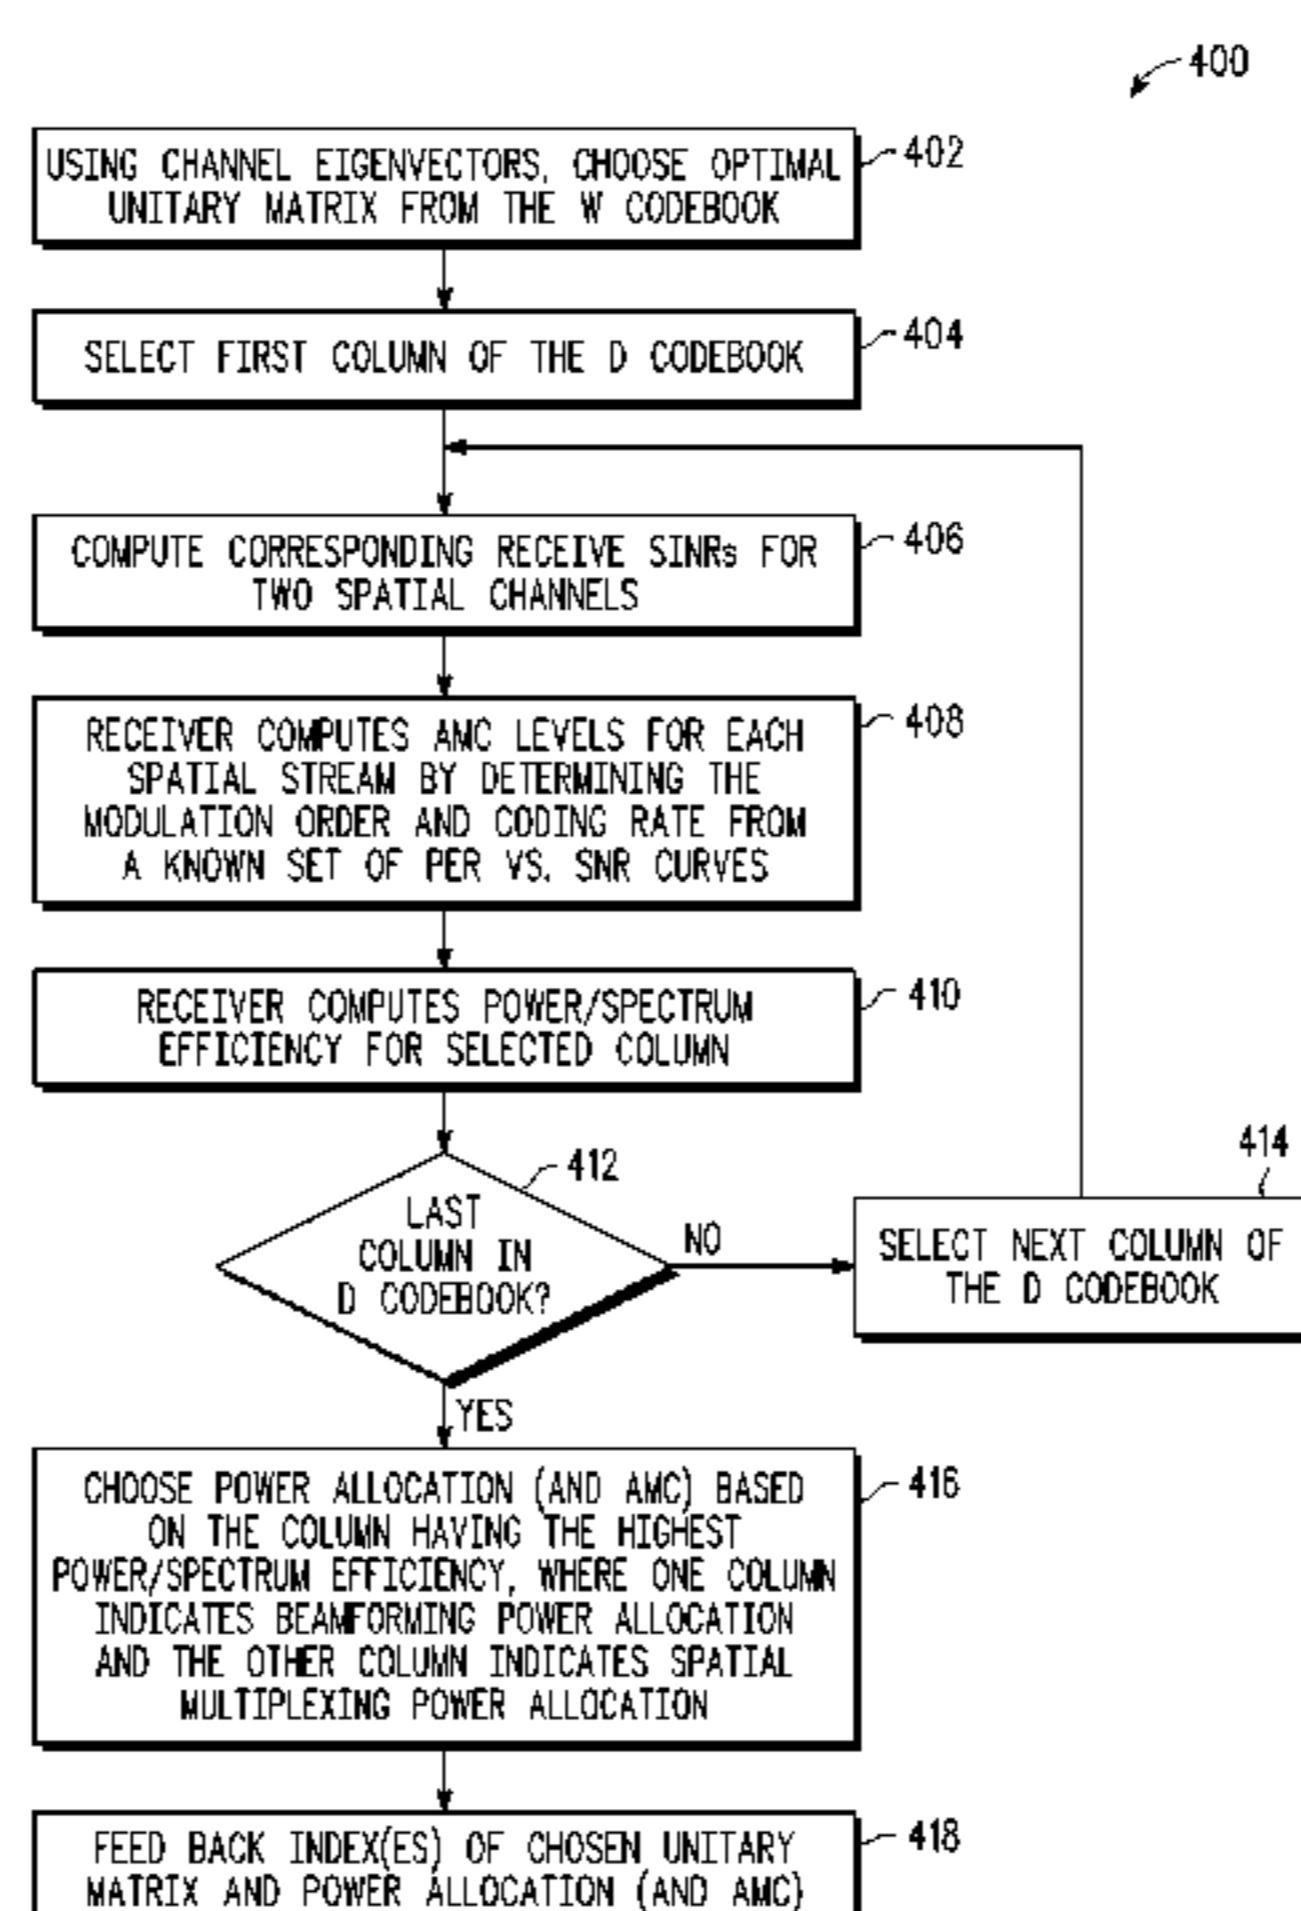 400
USING CHANNEL EIGENVECTORS, CHOOSE OPTIMAL
UNITARY MATRIX FROM THE W CODEBOOK
402
SELECT FIRST COLUMN OF THE D CODEBOOK
404
COMPUTE CORRESPONDING RECEIVE SINRs FOR
TWO SPATIAL CHANNELS
406
RECEIVER COMPUTES AMC LEVELS FOR EACH
SPATIAL STREAM BY DETERMINING THE
MODULATION ORDER AND CODING RATE FROM
A KNOWN SET OF PER VS. SNR CURVES
408
RECEIVER COMPUTES POWER/SPECTRUM
EFFICIENCY FOR SELECTED COLUMN
410
LAST
COLUMN IN
D CODEBOOK?
412
NO
SELECT NEXT COLUMN OF
THE D CODEBOOK
414
YES
CHOOSE POWER ALLOCATION (AND AMC) BASED
ON THE COLUMN HAVING THE HIGHEST
POWER/SPECTRUM EFFICIENCY, WHERE ONE COLUMN
INDICATES BEAMFORMING POWER ALLOCATION
AND THE OTHER COLUMN INDICATES SPATIAL
MULTIPLEXING POWER ALLOCATION
416
FEED BACK INDEX(ES) OF CHOSEN UNITARY
MATRIX AND POWER ALLOCATION (AND AMC)
418